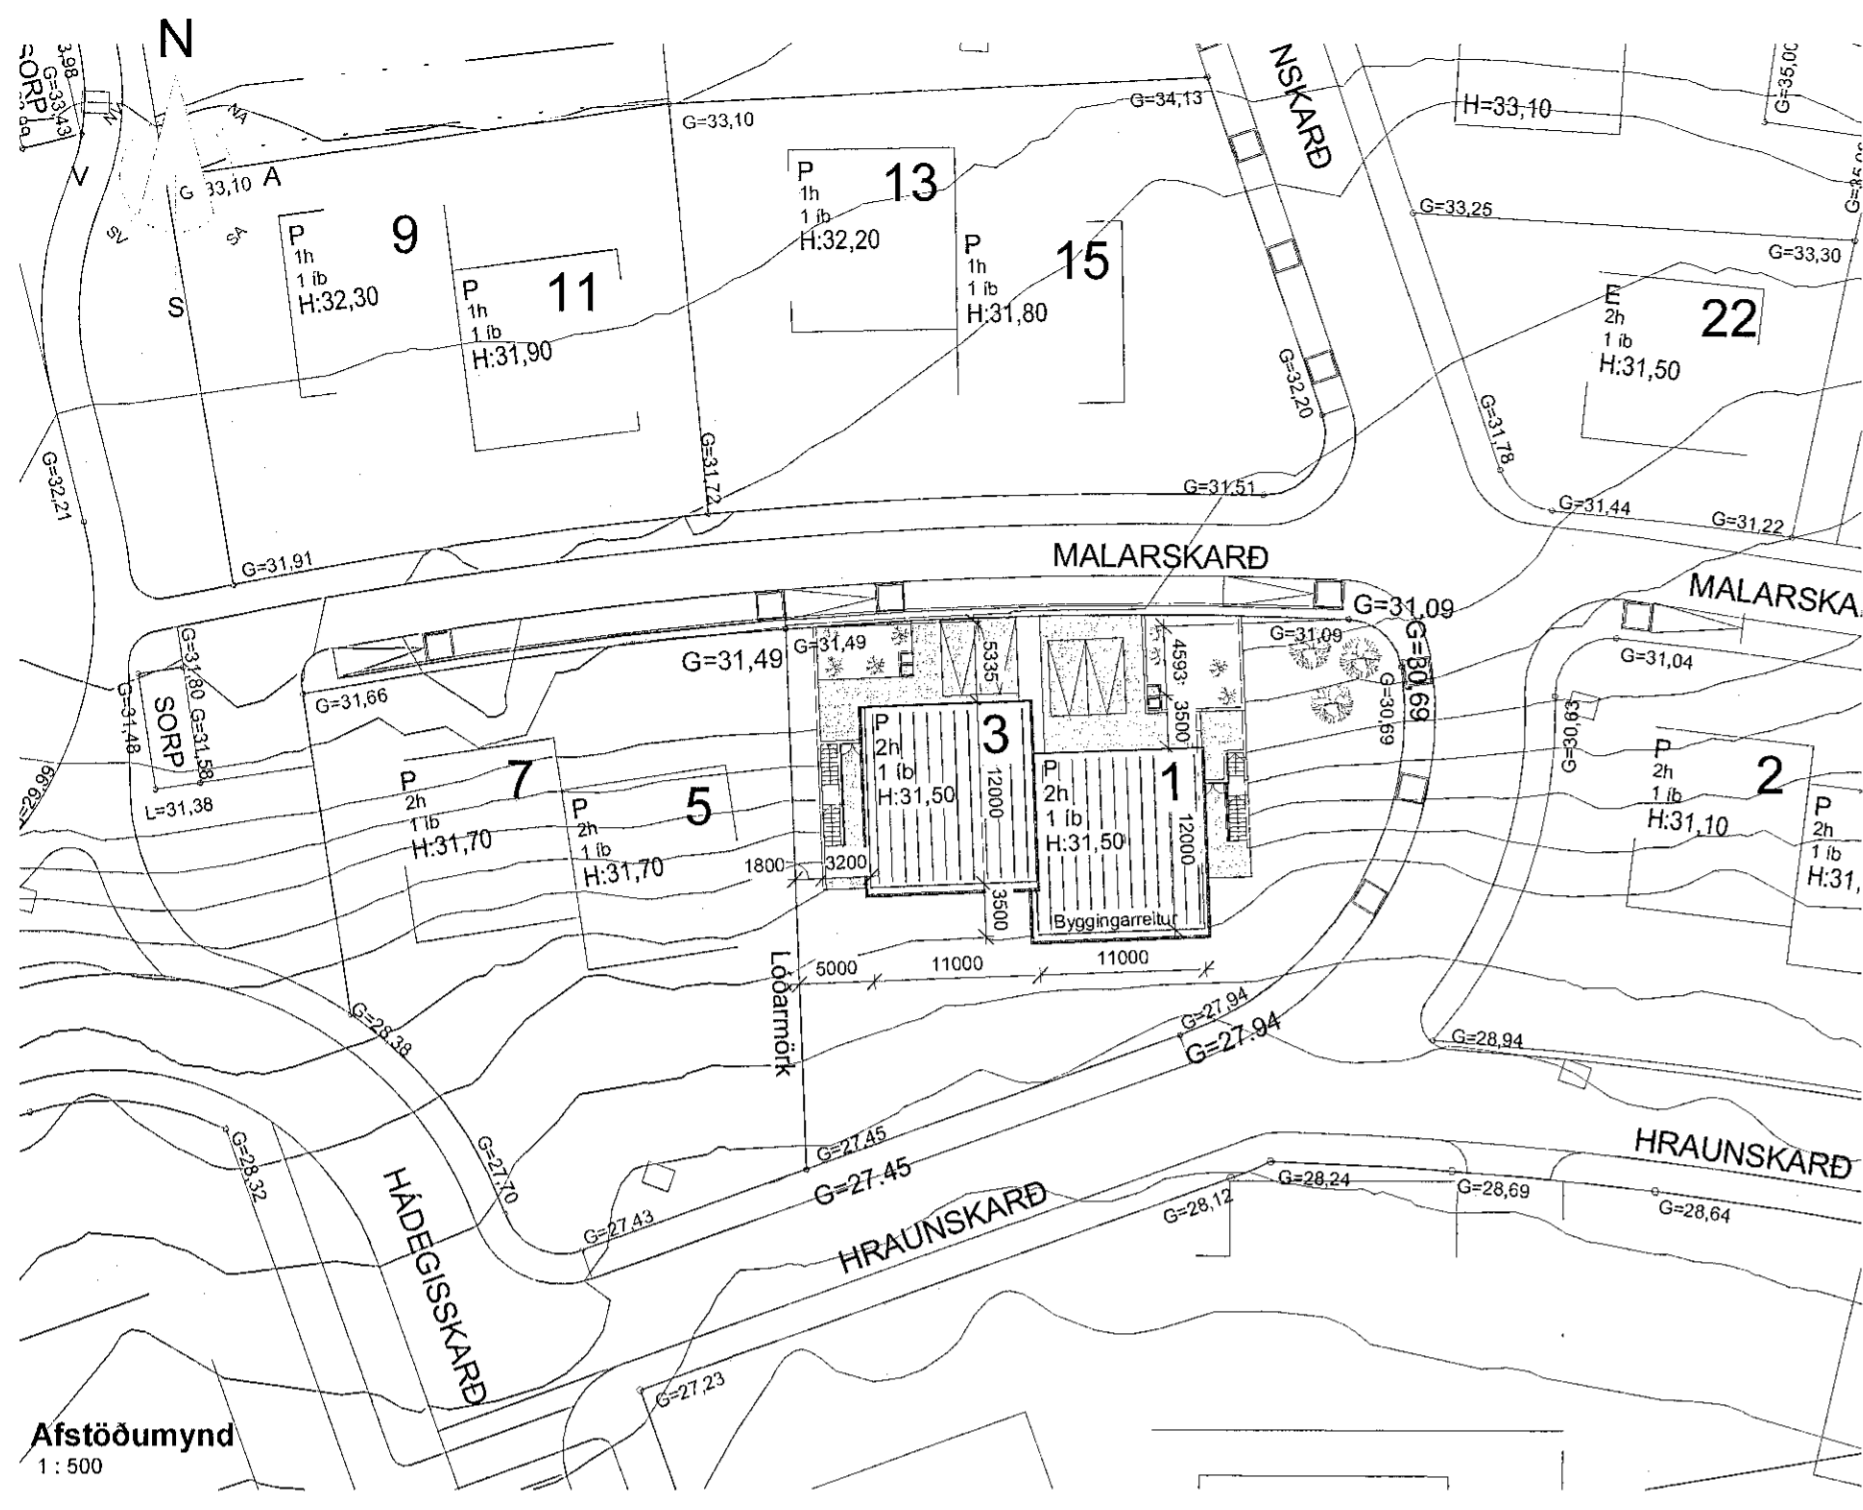 N
NV
NA
V
A
SV
SA
S
3,98
G=33,43
SORP
33,10
G
G=33,10
G=34,13
NSKARÐ
H=33,10
G=35,00
G=33,25
G=33,30
P
1h
1 íb
H:32,30
9
P
1h
1 íb
H:31,90
11
P
1h
1 íb
H:32,20
13
P
1h
1 íb
H:31,80
15
E
2h
1 íb
H:31,50
22
G=32,20
G=31,78
G=32,21
G=31,72
G=31,51
G=31,44
G=31,22
G=31,91
MALARSKARÐ
MALARSKA
G=31,09
G=31,09
G=30,69
G=30,69
G=31,04
G=30,63
G=31,49
G=31,49
G=31,66
G=31,80
G=31,58
G=31,48
SORP
L=31,38
L=29,99
P
2h
1 íb
H:31,70
7
P
2h
1 íb
H:31,70
5
P
2h
1 íb
H:31,50
3
P
2h
1 íb
H:31,50
1
Byggingarreitur
P
2h
1 íb
H:31,10
2
P
2h
1 íb
H:31,
5335
4593
3500
12000
12000
1800
3200
3500
5000
11000
11000
Lóðarmörk
G=27,94
G=27.94
G=28,94
G=28,38
G=28,32
G=27,70
G=27,45
G=27.45
G=27,43
HRAUNSKARÐ
HRAUNSKARÐ
G=28,24
G=28,12
G=28,69
G=28,64
HÁDEGISSKARÐ
G=27,23
Afstöðumynd
1 : 500